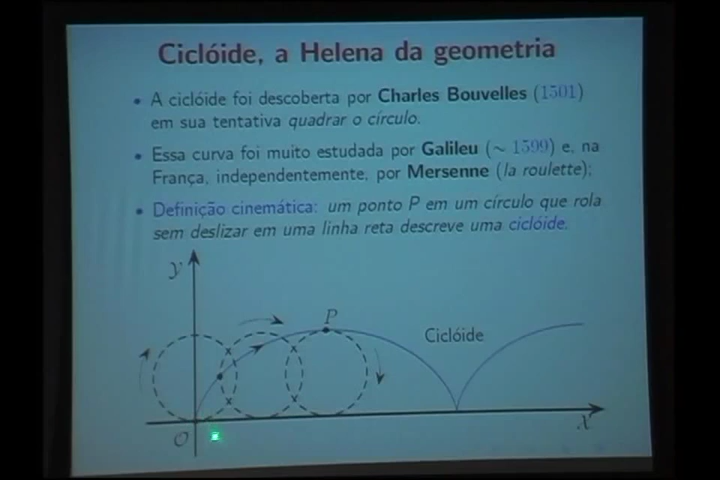 Ciclóide, a Helena da geometria
• A ciclóide foi descoberta por Charles Bouvelles (1501)
em sua tentativa quadrar o círculo.
• Essa curva foi muito estudada por Galileu (∼ 1599) e, na
França, independentemente, por Mersenne (la roulette);
• Definição cinemática: um ponto P em um círculo que rola
sem deslizar em uma linha reta descreve uma ciclóide.
y
P
Ciclóide
O
x